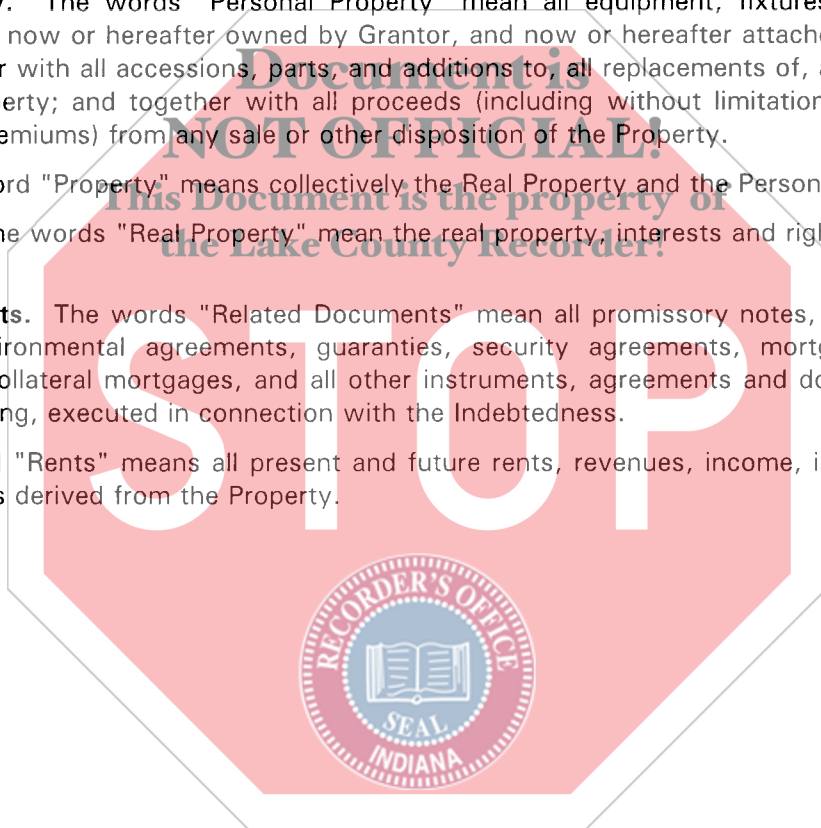 y. The words "Personal Property" mean all equipment, fixtures
now or hereafter owned by Grantor, and now or hereafter attache
r with all accessions, parts, and additions to, all replacements of, a
erty; and together with all proceeds (including without limitation
emiums) from any sale or other disposition of the Property.
ord "Property" means collectively the Real Property and the Person
ne words "Real Property" mean the real property, interests and righ
ts. The words "Related Documents" mean all promissory notes,
ironmental agreements, guaranties, security agreements, mortg
ollateral mortgages, and all other instruments, agreements and do
ng, executed in connection with the Indebtedness.
"Rents" means all present and future rents, revenues, income, i
s derived from the Property.
Document is
NOT OFFICIAL!
This Document is the property of
the Lake County Recorder!
STOP
RECORDER'S OFFICE
SEAL
INDIANA